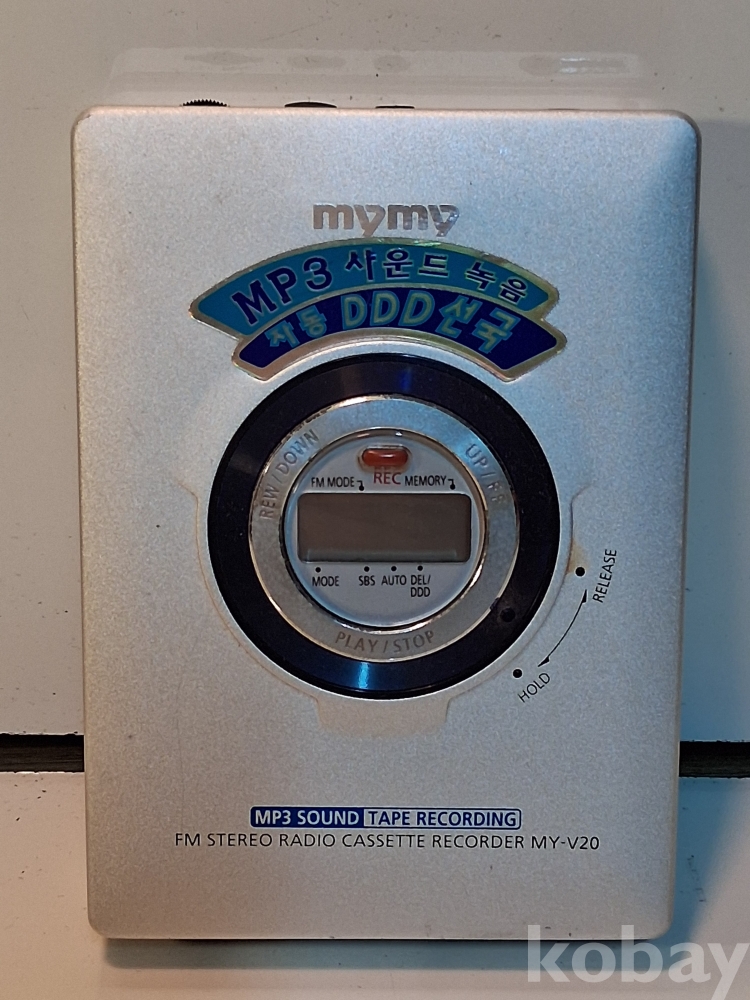 mymy
MP3 사운드 녹음
자동 DDD선국
REW/DOWN
UP/FF
REC
FM MODE
MEMORY
MODE
SBS
AUTO
DEL/
DDD
PLAY/STOP
RELEASE
HOLD
MP3 SOUND TAPE RECORDING
FM STEREO RADIO CASSETTE RECORDER MY-V20
kobay